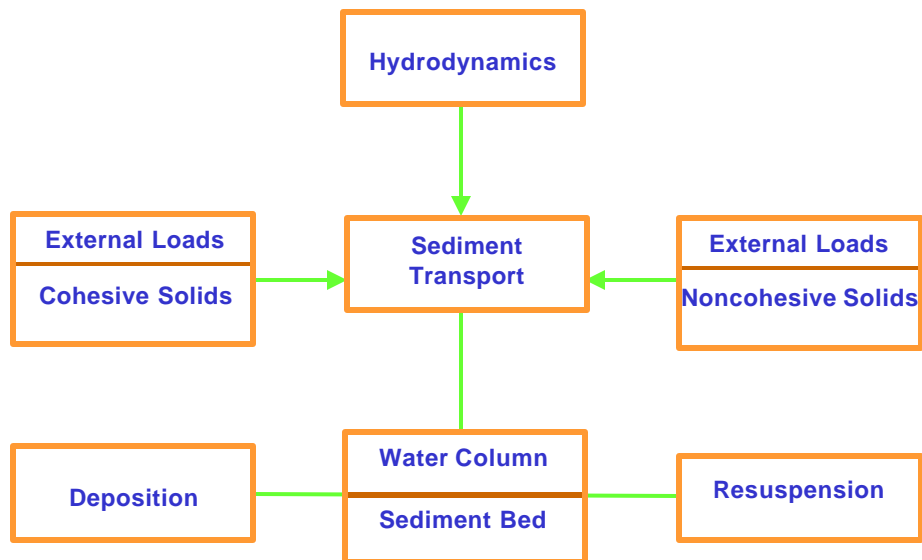 Hydrodynamics
External Loads
Cohesive Solids
Sediment
Transport
External Loads
Noncohesive Solids
Deposition
Water Column
Sediment Bed
Resuspension